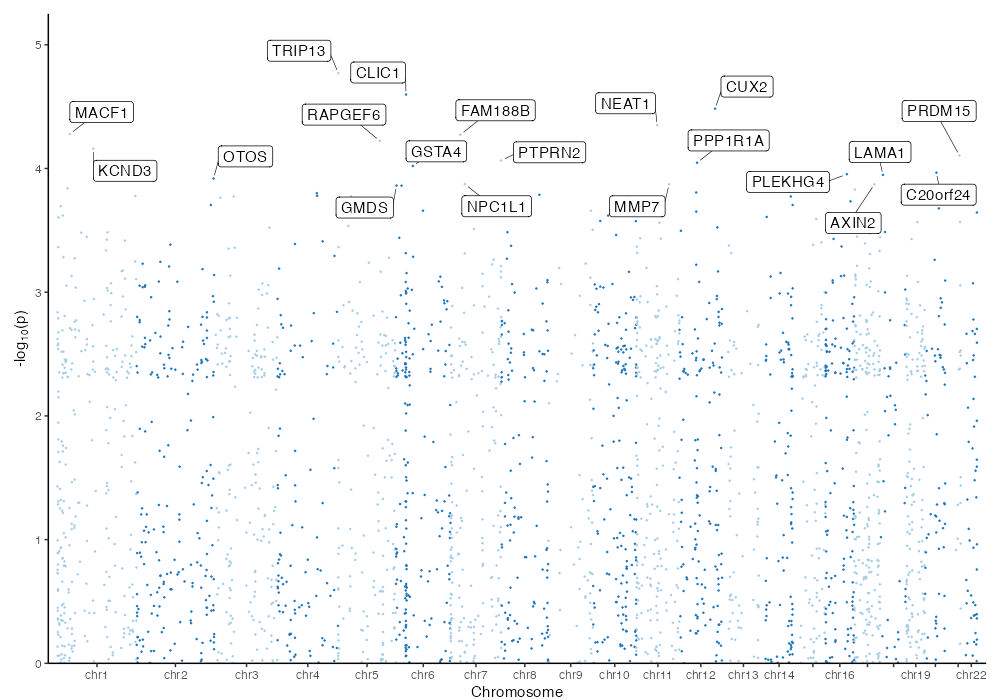 5
TRIP13
CLIC1
CUX2
NEAT1
MACF1
RAPGEF6
FAM188B
PRDM15
4
KCND3
OTOS
GSTA4
PTPRN2
PPP1R1A
LAMA1
PLEKHG4
C20orf24
GMDS
NPC1L1
MMP7
AXIN2
3
-log10(p)
2
1
0
chr1 chr2 chr3 chr4 chr5 chr6 chr7 chr8 chr9 chr10 chr11 chr12 chr13 chr14 chr16 chr19 chr22
Chromosome